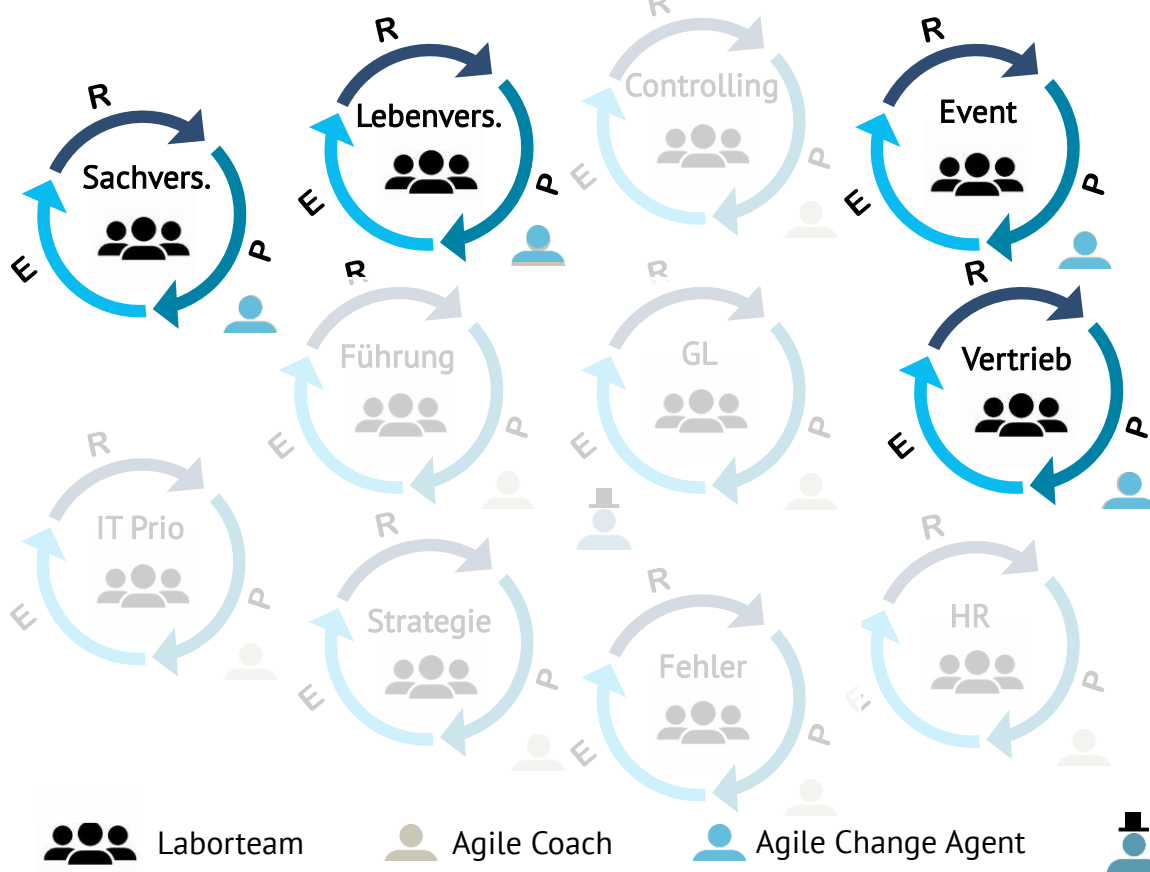 R
Sachvers.
E
P
R
Lebenvers.
E
P
R
Controlling
E
P
R
Event
E
P
R
Führung
E
P
R
GL
E
P
R
Vertrieb
E
P
R
IT Prio
E
P
R
Strategie
E
P
R
Fehler
E
P
R
HR
E
P
Laborteam
Agile Coach
Agile Change Agent